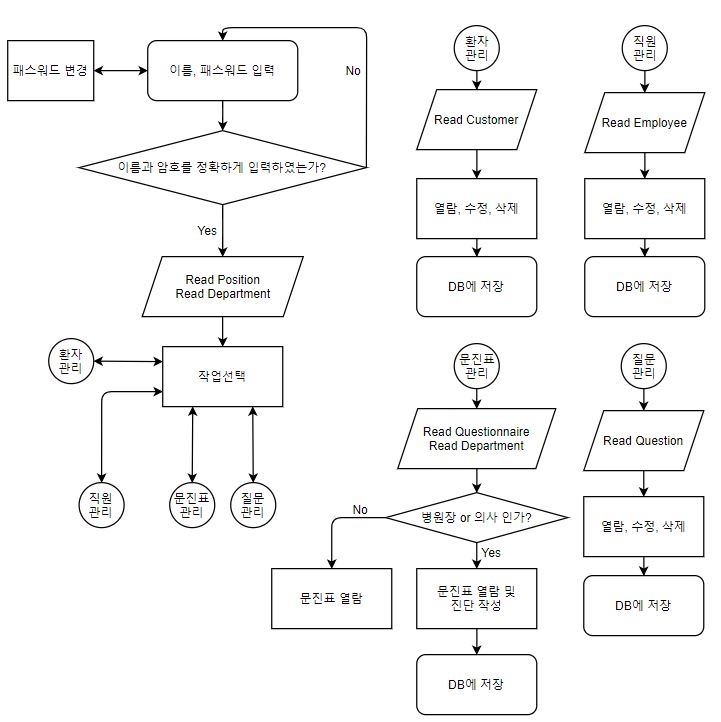 패스워드 변경
이름, 패스워드 입력
No
이름과 암호를 정확하게 입력하였는가?
Yes
Read Position
Read Department
작업선택
환자
관리
직원
관리
문진표
관리
질문
관리
환자
관리
Read Customer
열람, 수정, 삭제
DB에 저장
직원
관리
Read Employee
열람, 수정, 삭제
DB에 저장
문진표
관리
Read Questionnaire
Read Department
병원장 or 의사 인가?
No
Yes
문진표 열람
문진표 열람 및
진단 작성
DB에 저장
질문
관리
Read Question
열람, 수정, 삭제
DB에 저장